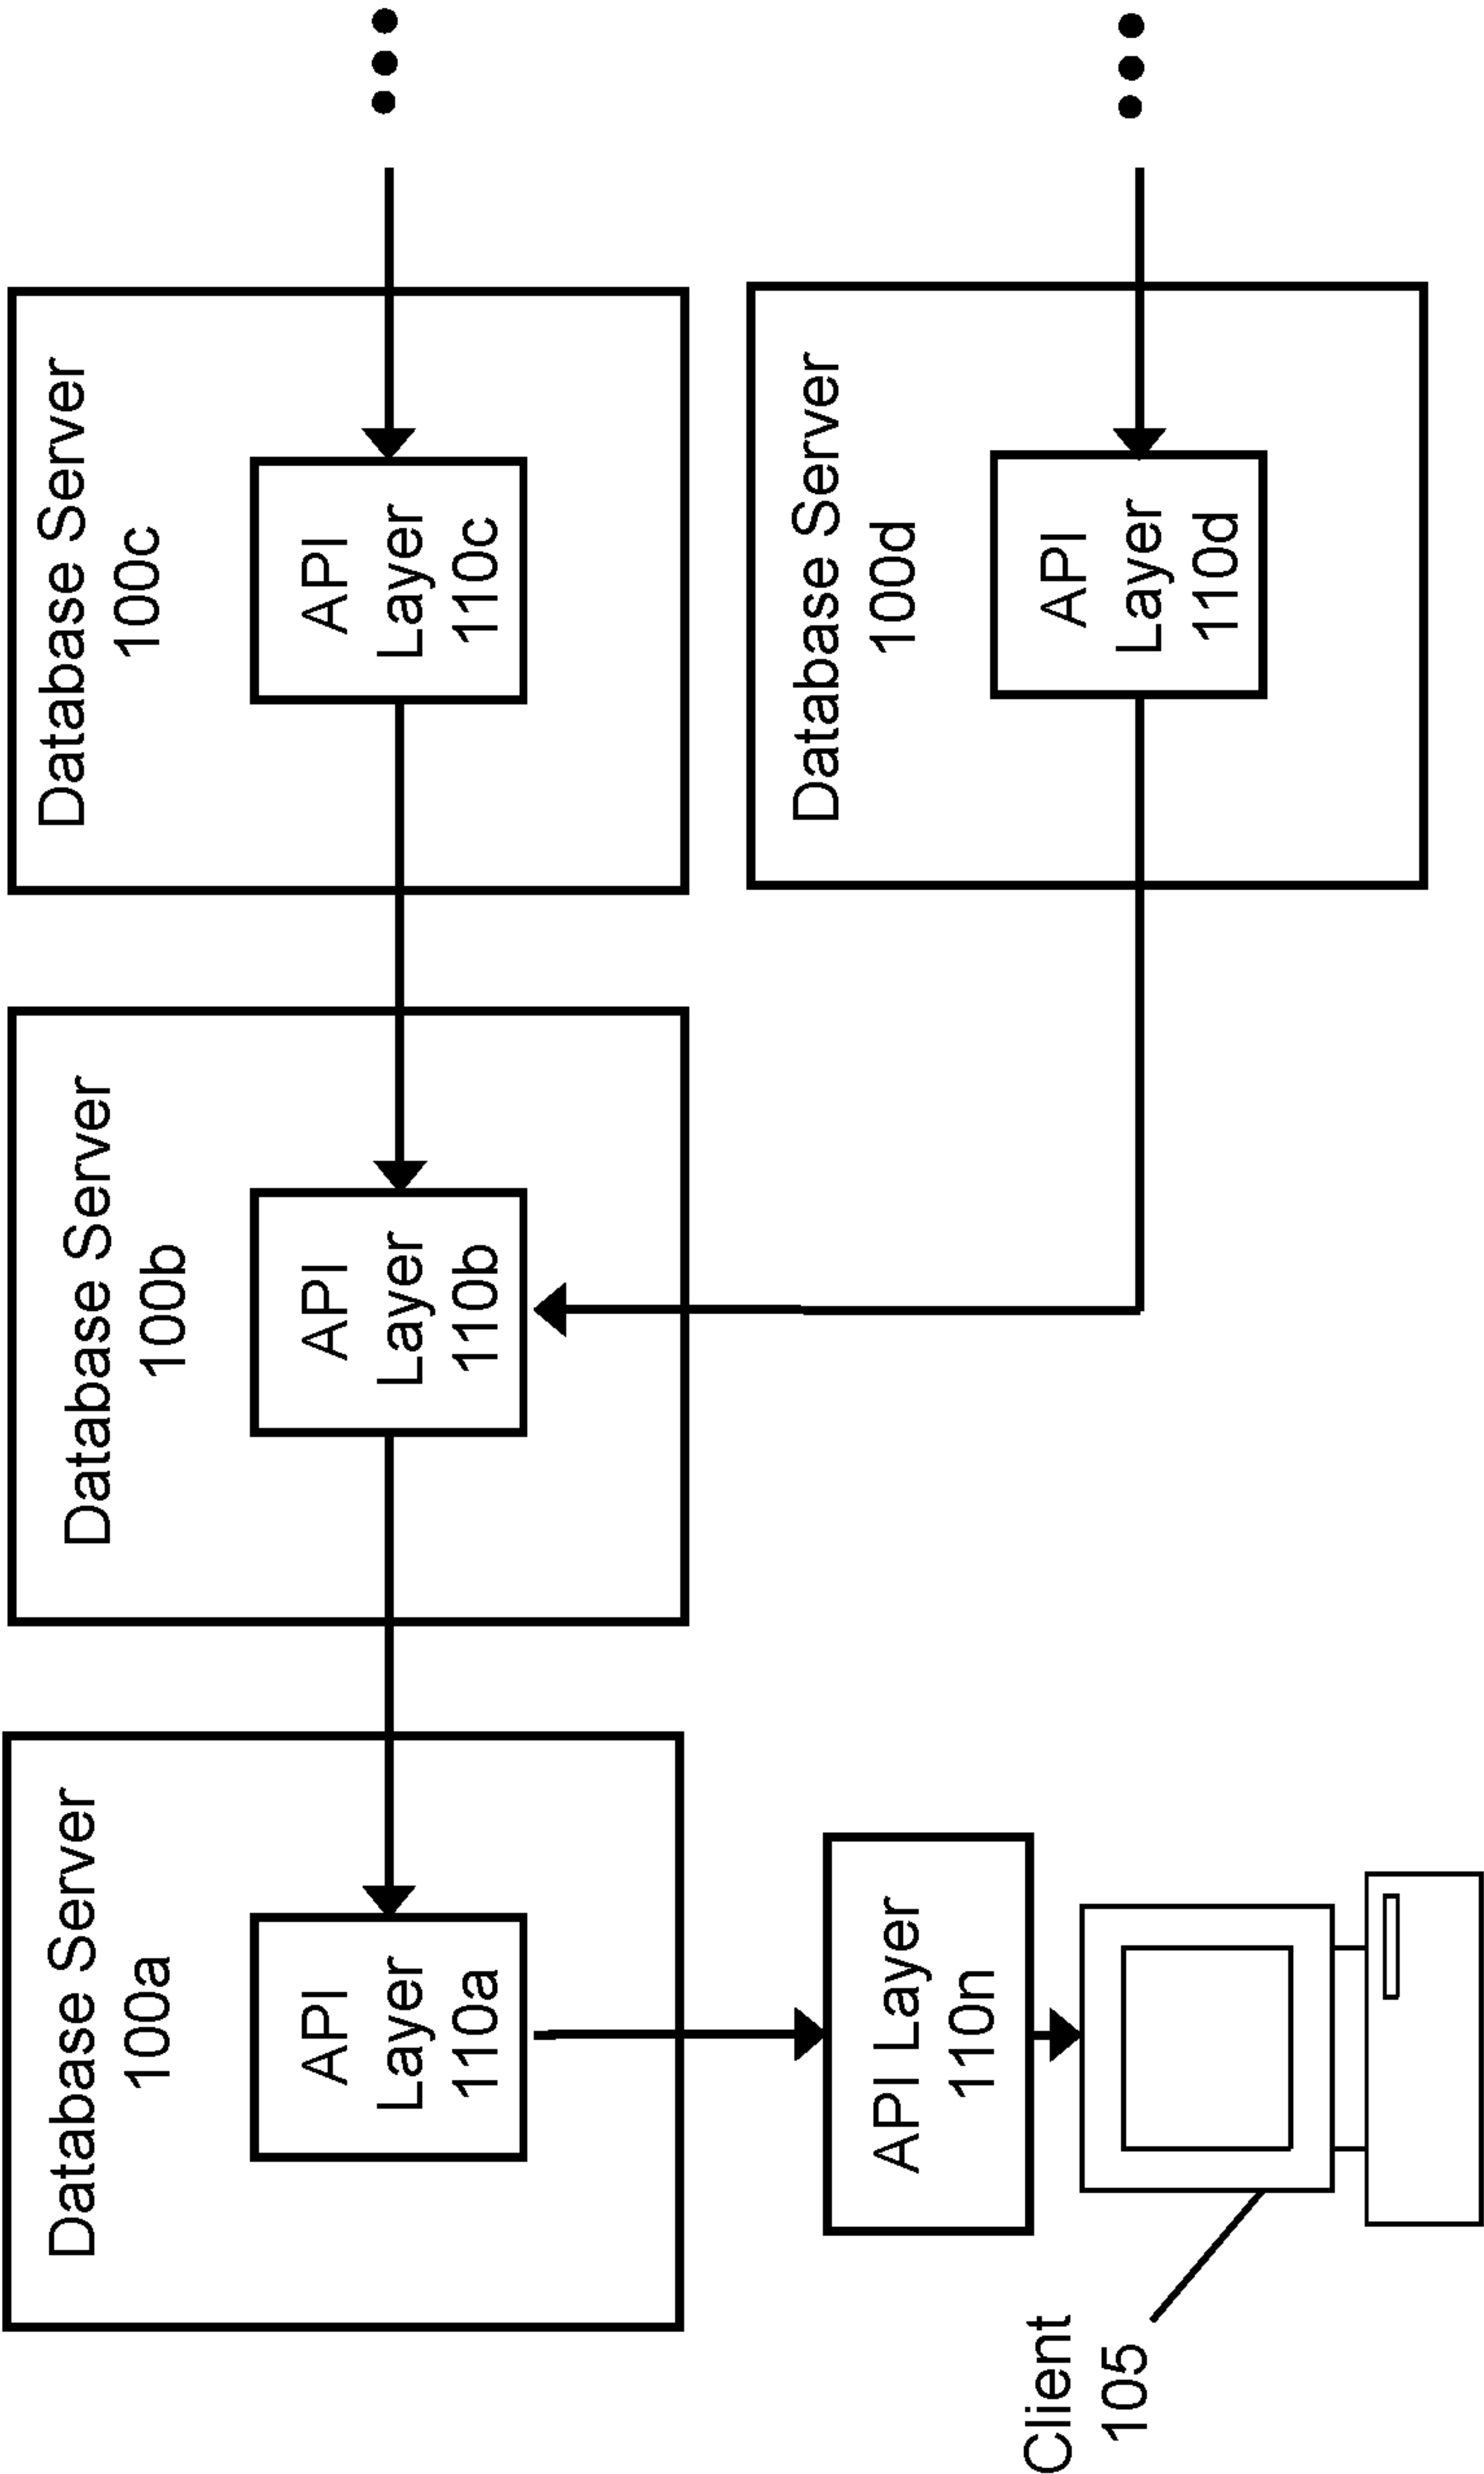 Database Server
100a
API
Layer
110a
Database Server
100b
API
Layer
110b
Database Server
100c
API
Layer
110c
API Layer
110n
Client
105
Database Server
100d
API
Layer
110d